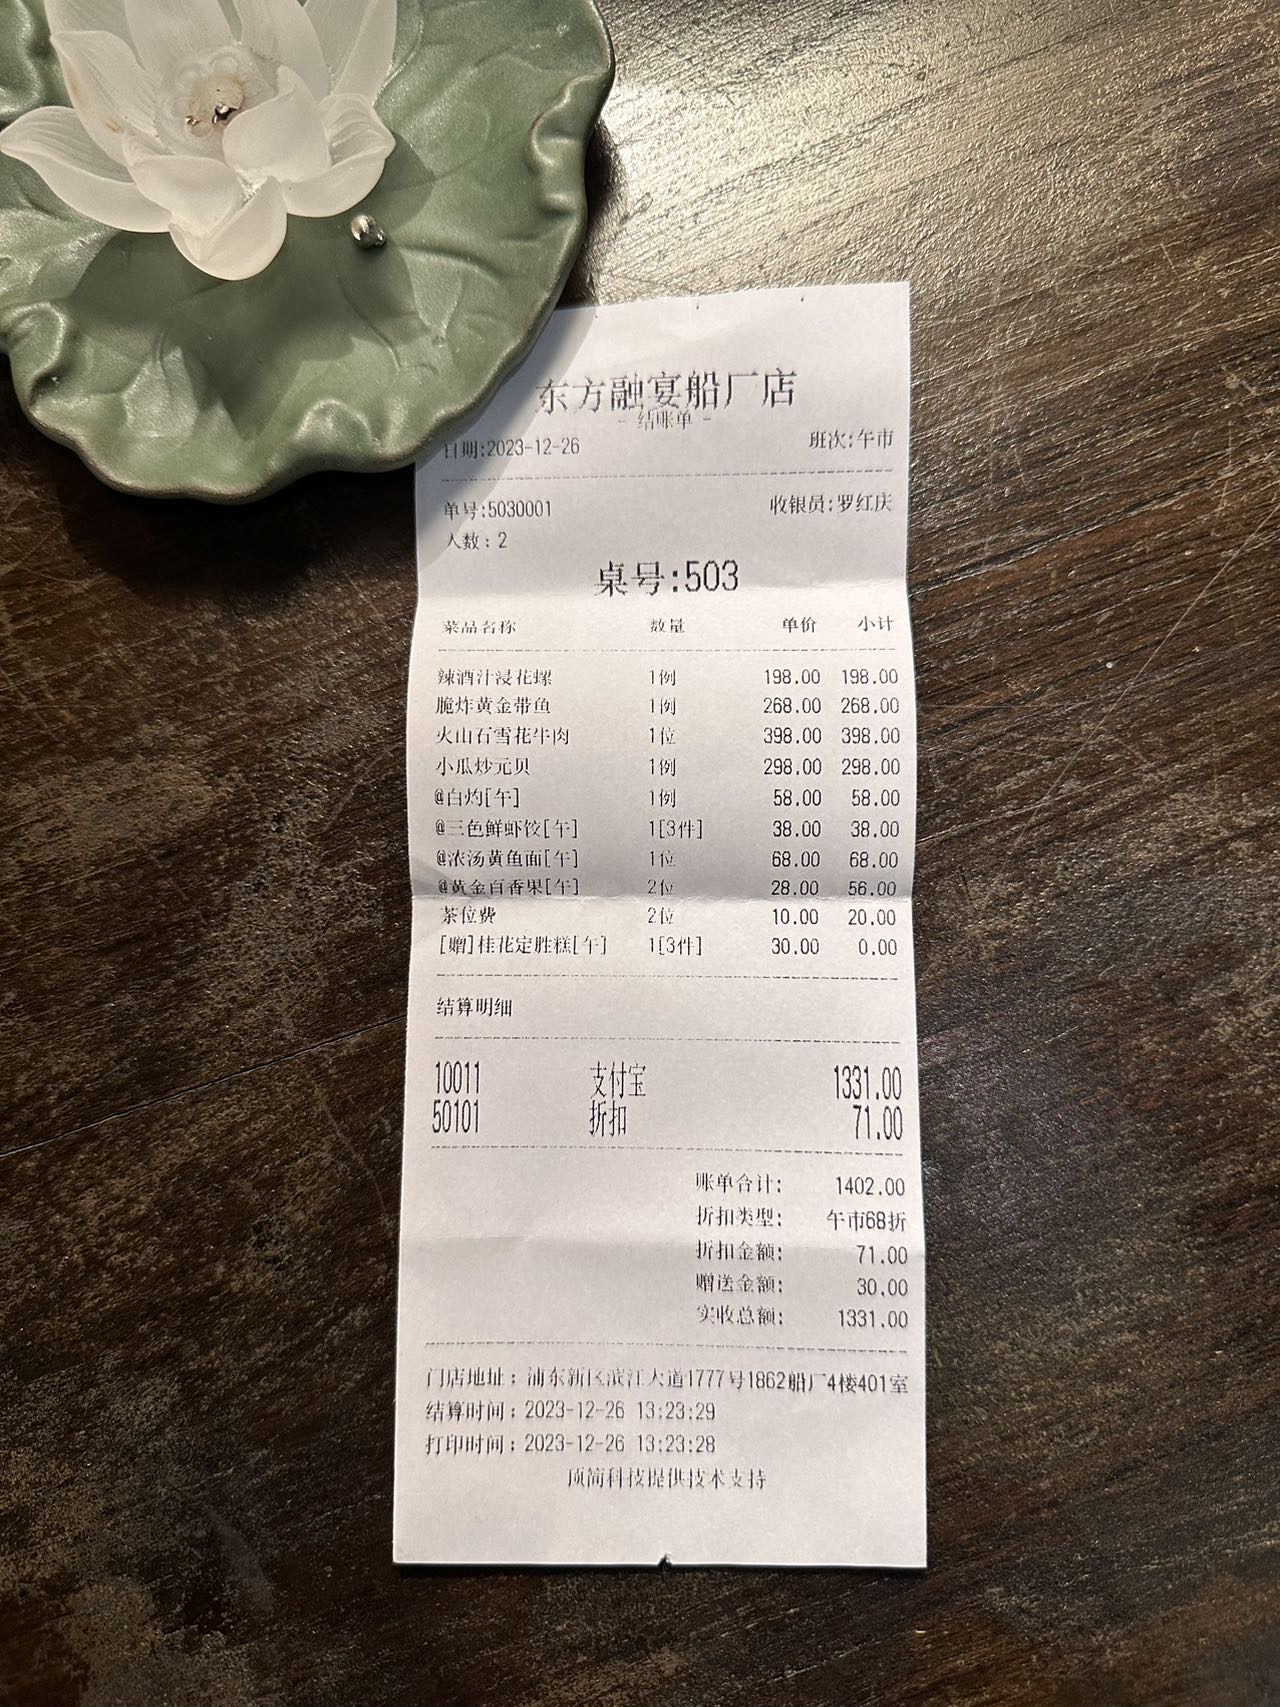 东方融宴船厂店
- 结账单 -
日期:2023-12-26 班次:午市
单号:5030001 收银员:罗红庆
人数:2
桌号:503
菜品名称 数量 单价 小计
辣酒汁浸花螺 1例 198.00 198.00
脆炸黄金带鱼 1例 268.00 268.00
火山石雪花牛肉 1位 398.00 398.00
小瓜炒元贝 1例 298.00 298.00
@白灼[午] 1例 58.00 58.00
@三色鲜虾饺[午] 1[3件] 38.00 38.00
@浓汤黄鱼面[午] 1位 68.00 68.00
@黄金百香果[午] 2位 28.00 56.00
茶位费 2位 10.00 20.00
[赠]桂花定胜糕[午] 1[3件] 30.00 0.00
结算明细
10011 支付宝 1331.00
50101 折扣 71.00
账单合计: 1402.00
折扣类型: 午市68折
折扣金额: 71.00
赠送金额: 30.00
实收总额: 1331.00
门店地址：浦东新区滨江大道1777号1862船厂4楼401室
结算时间：2023-12-26 13:23:29
打印时间：2023-12-26 13:23:28
顶简科技提供技术支持